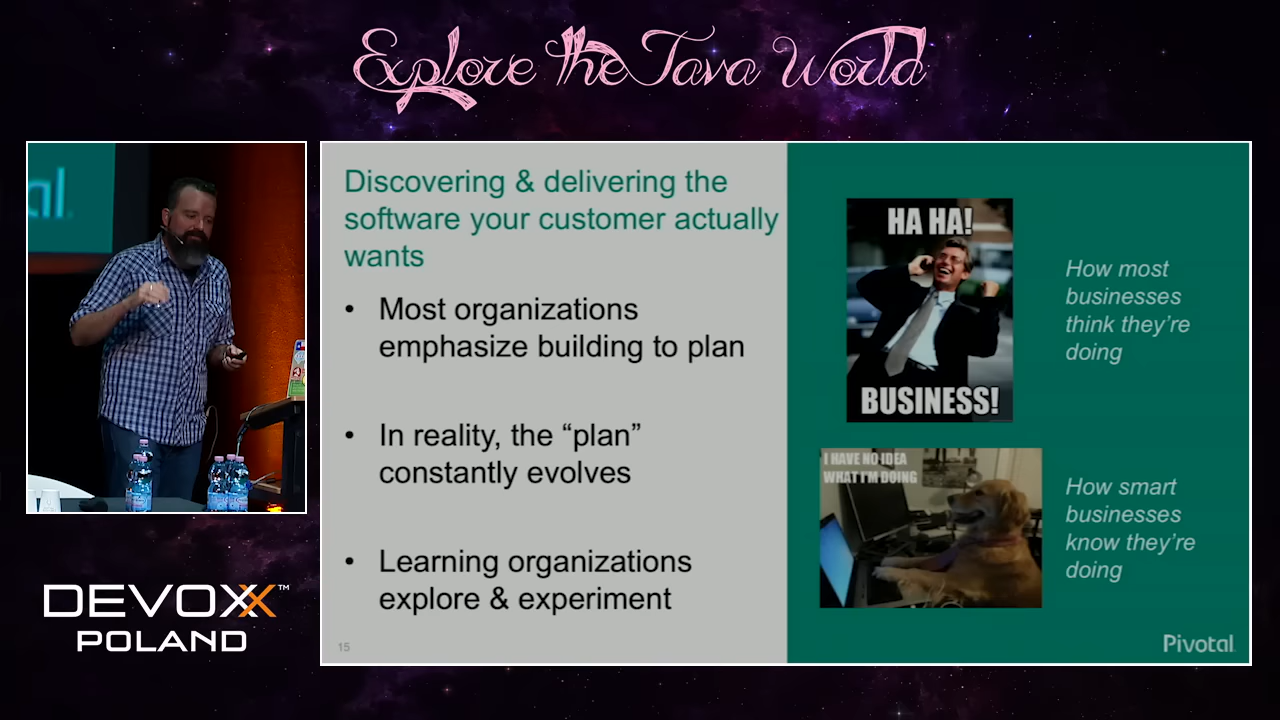 Explore the Java World
al.
Discovering & delivering the
software your customer actually
wants
• Most organizations
emphasize building to plan
• In reality, the “plan”
constantly evolves
• Learning organizations
explore & experiment
15
HA HA!
BUSINESS!
How most
businesses
think they’re
doing
I HAVE NO IDEA
WHAT I'M DOING
How smart
businesses
know they’re
doing
Pivotal
DEVOXX™
POLAND